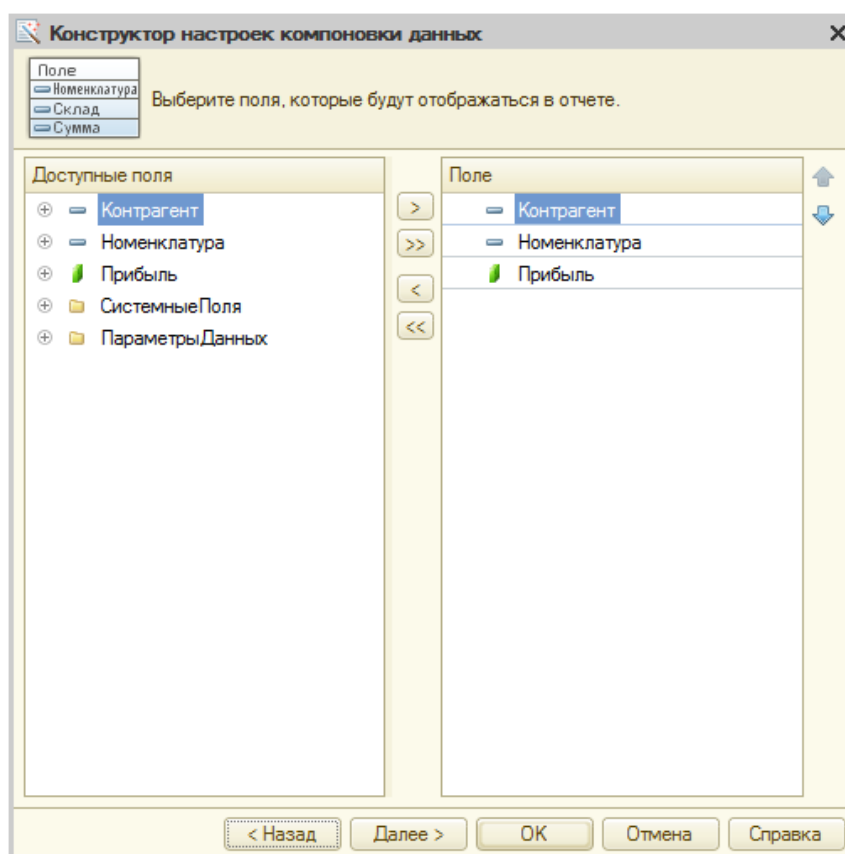 Конструктор настроек компоновки данных
Поле
Номенклатура
Склад
Сумма
Выберите поля, которые будут отображаться в отчете.
Доступные поля
Контрагент
Номенклатура
Прибыль
СистемныеПоля
ПараметрыДанных
>
>>
<
<<
Поле
Контрагент
Номенклатура
Прибыль
< Назад
Далее >
OK
Отмена
Справка